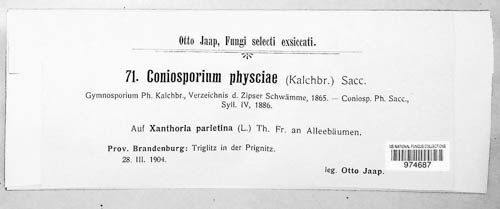 Otto Jaap, Fungi selecti exsiccati.
71. Coniosporium physciae (Kalchbr.) Sacc.
Gymnosporium Ph. Kalchbr., Verzeichnis d. Zipser Schwämme, 1865. — Coniosp. Ph. Sacc.,
Syll. IV, 1886.
Auf Xanthoria parietina (L.) Th. Fr. an Alleebäumen.
Prov. Brandenburg: Triglitz in der Prignitz.
28. III. 1904.
leg. Otto Jaap.
US NATIONAL FUNGUS COLLECTIONS
974687